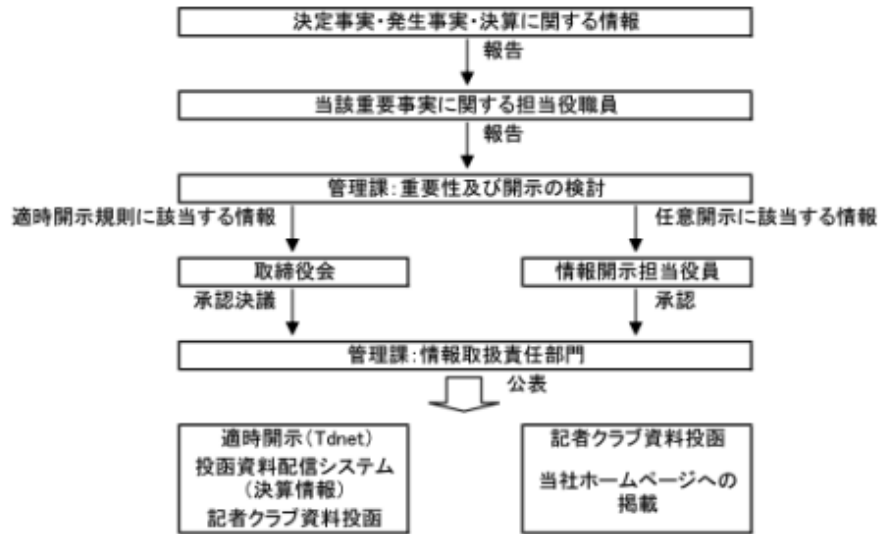 決定事実・発生事実・決算に関する情報
報告
当該重要事実に関する担当役職員
報告
管理課:重要性及び開示の検討
適時開示規則に該当する情報
任意開示に該当する情報
取締役会
情報開示担当役員
承認決議
承認
管理課:情報取扱責任部門
公表
適時開示(Tdnet)
投函資料配信システム
(決算情報)
記者クラブ資料投函
記者クラブ資料投函
当社ホームページへの
掲載